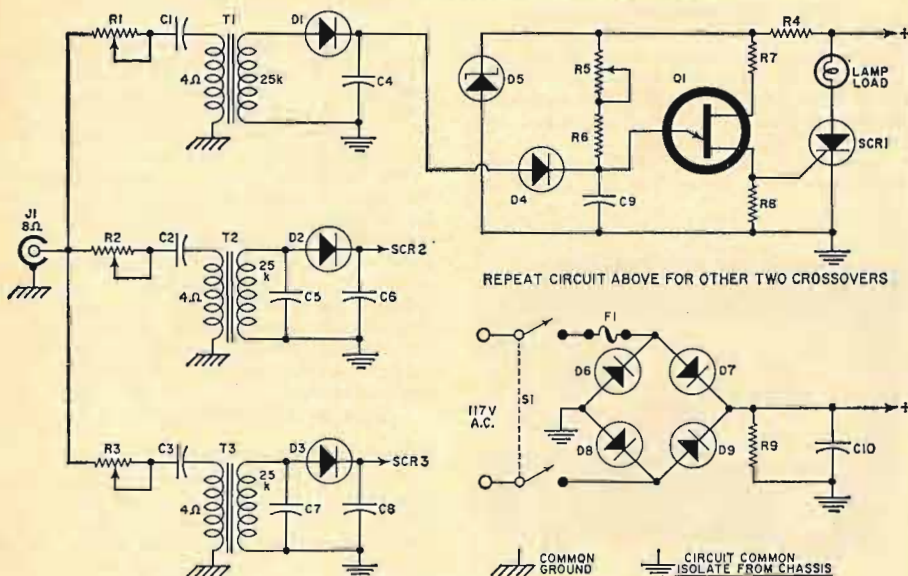 R1
C1
T1
D1
4Ω
25k
C4
D5
R5
R6
D4
C9
Q1
R7
R4
+
LAMP
LOAD
SCR1
R8
J1
8Ω
R2
C2
T2
D2
SCR2
4Ω
25
k
C5
C6
REPEAT CIRCUIT ABOVE FOR OTHER TWO CROSSOVERS
R3
C3
T3
D3
SCR3
4Ω
25
k
C7
C8
117V
A.C.
S1
F1
D6
D7
D8
D9
R9
C10
+
COMMON
GROUND
CIRCUIT COMMON
ISOLATE FROM CHASSIS